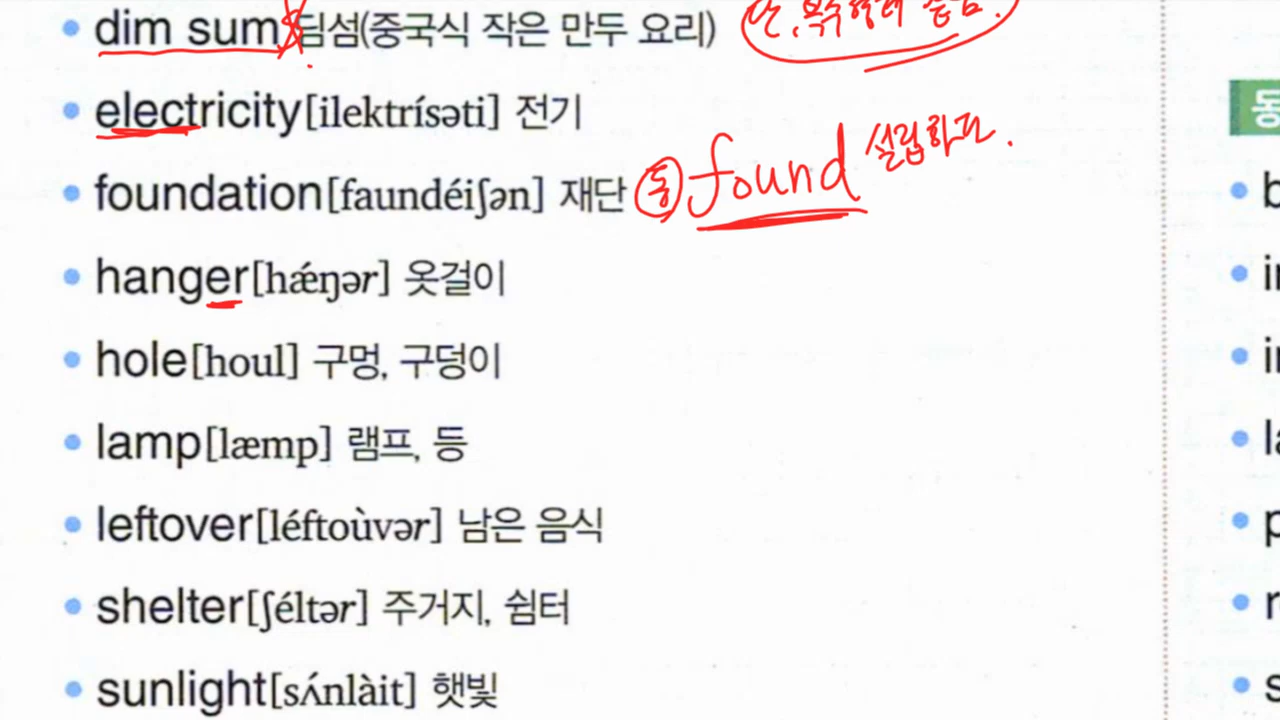 dim sum 딤섬(중국식 작은 만두 요리)
electricity[ilektrísəti] 전기
foundation[faundéiʃən] 재단 동 found 설립하다.
hanger[hǽŋər] 옷걸이
hole[houl] 구멍, 구덩이
lamp[læmp] 램프, 등
leftover[léftoùvər] 남은 음식
shelter[ʃéltər] 주거지, 쉼터
sunlight[sʌ́nlàit] 햇빛
동